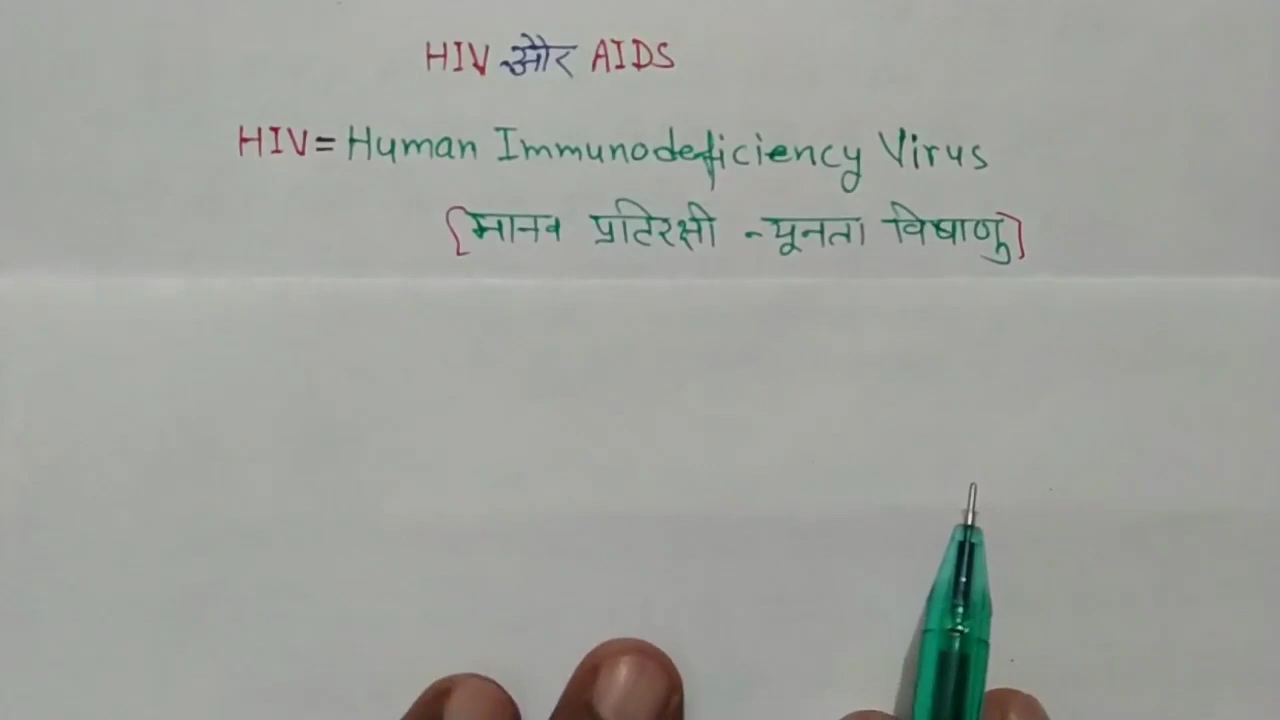 HIV और AIDS
HIV = Human Immunodeficiency Virus
[मानव प्रतिरक्षी न्यूनता विषाणु]